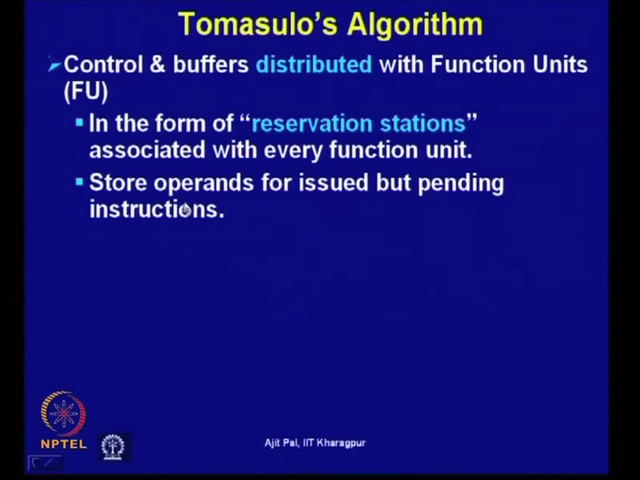 Tomasulo's Algorithm
Control & buffers distributed with Function Units
(FU)
In the form of "reservation stations"
associated with every function unit.
Store operands for issued but pending
instructions.
NPTEL
Ajit Pal, IIT Kharagpur